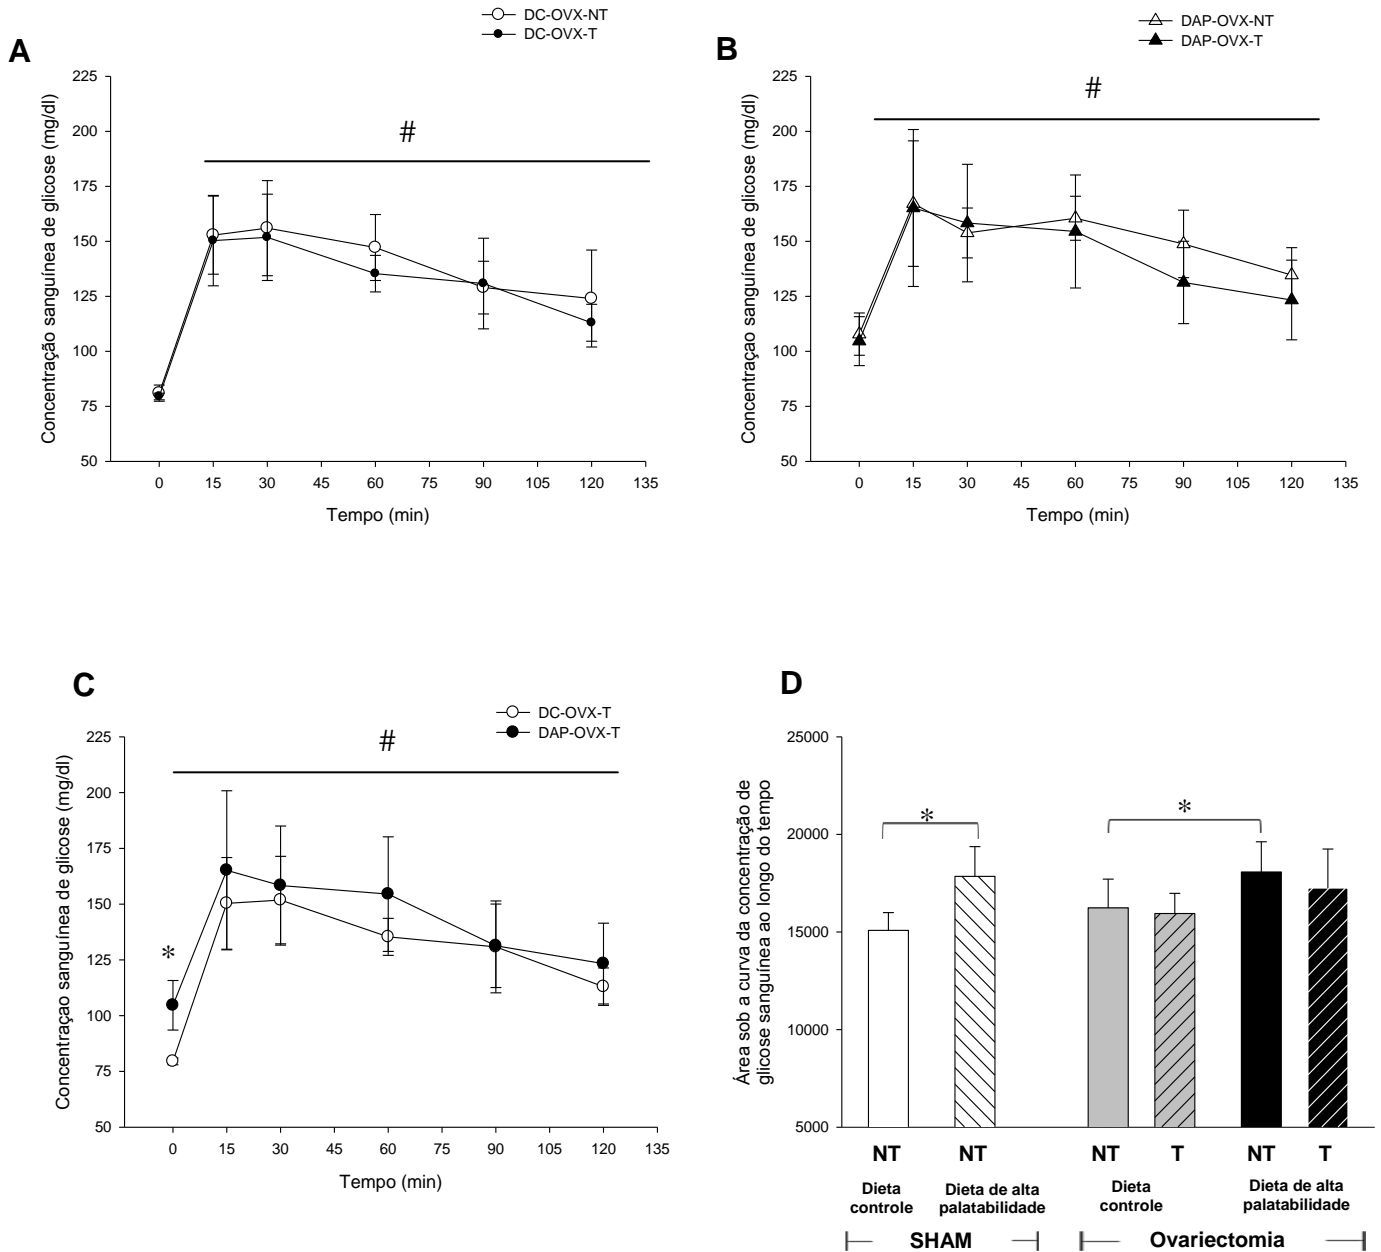 A
DC-OVX-NT
DC-OVX-T
#
Concentração sanguínea de glicose (mg/dl)
225
200
175
150
125
100
75
50
0 15 30 45 60 75 90 105 120 135
Tempo (min)
B
DAP-OVX-NT
DAP-OVX-T
#
Concentração sanguínea de glicose (mg/dl)
225
200
175
150
125
100
75
50
0 15 30 45 60 75 90 105 120 135
Tempo (min)
C
DC-OVX-T
DAP-OVX-T
#
*
Concentração sanguínea de glicose (mg/dl)
225
200
175
150
125
100
75
50
0 15 30 45 60 75 90 105 120 135
Tempo (min)
D
Área sob a curva da concentração de
glicose sanguínea ao longo do tempo
25000
20000
15000
10000
5000
* *
NT NT NT T NT T
Dieta
controle
Dieta de alta
palatabilidade
Dieta
controle
Dieta de alta
palatabilidade
SHAM Ovariectomia